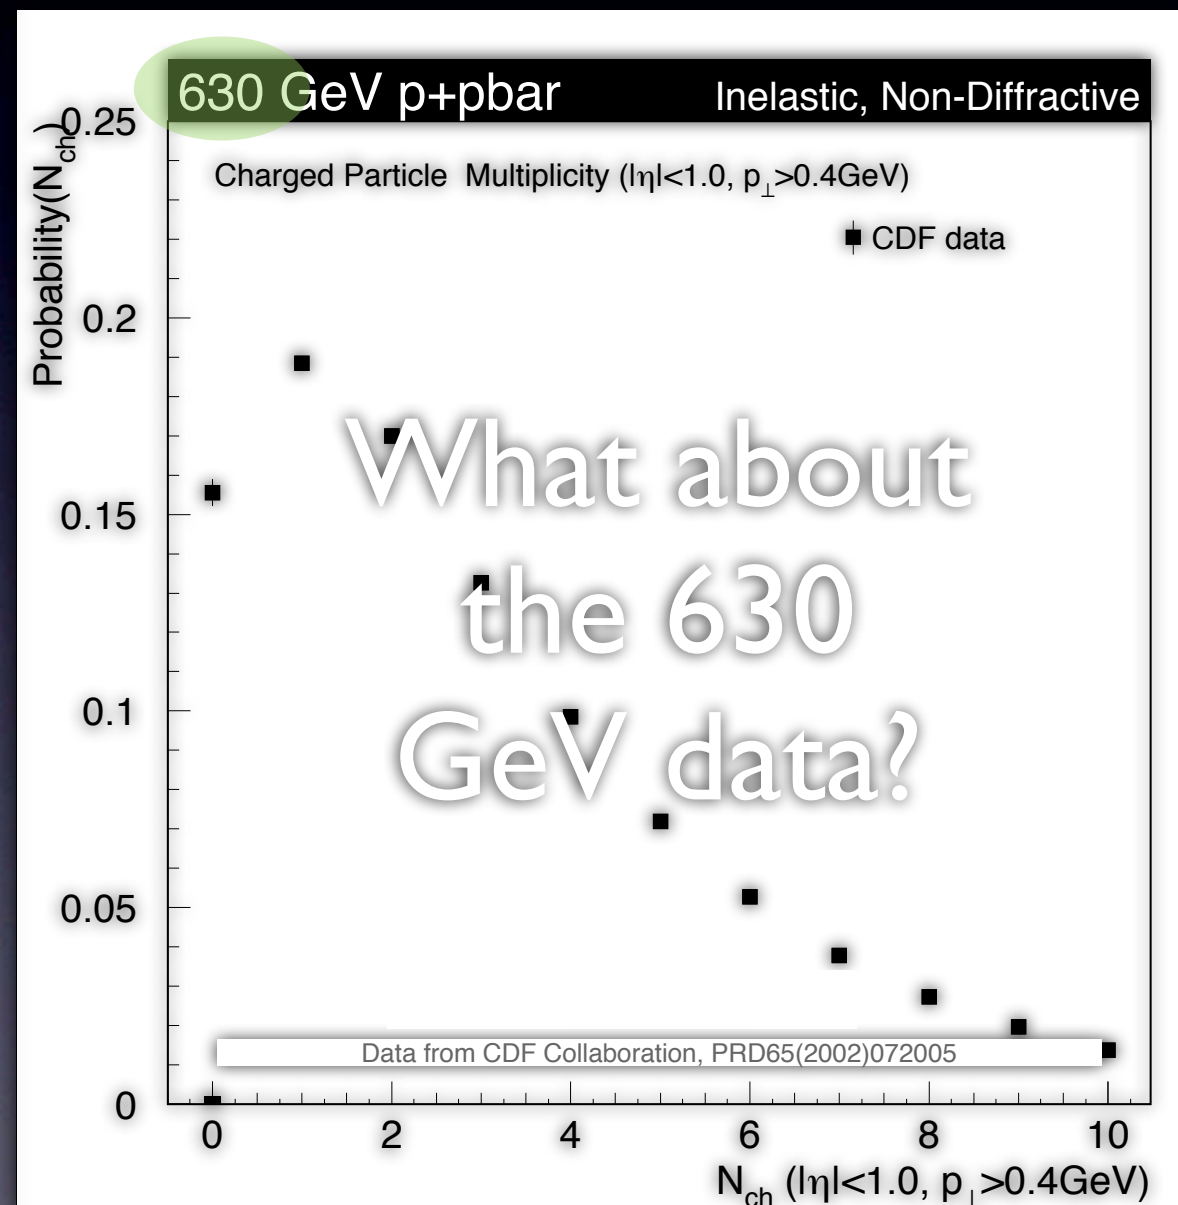 630 GeV p+pbar Inelastic, Non-Diffractive
Probability(N_ch)
0.25
Charged Particle Multiplicity (|η|<1.0, p⊥>0.4GeV)
CDF data
0.2
What about
0.15
the 630
0.1
GeV data?
0.05
Data from CDF Collaboration, PRD65(2002)072005
0
0 2 4 6 8 10
N_ch (|η|<1.0, p⊥>0.4GeV)